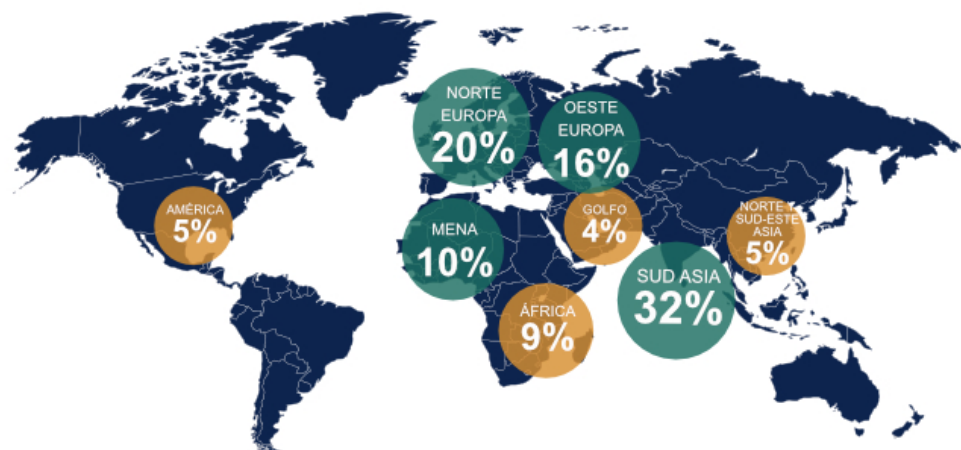 NORTE
EUROPA
20%
OESTE
EUROPA
16%
AMÉRICA
5%
MENA
10%
GOLFO
4%
NORTE Y
SUD-ESTE
ASIA
5%
SUD ASIA
32%
ÁFRICA
9%